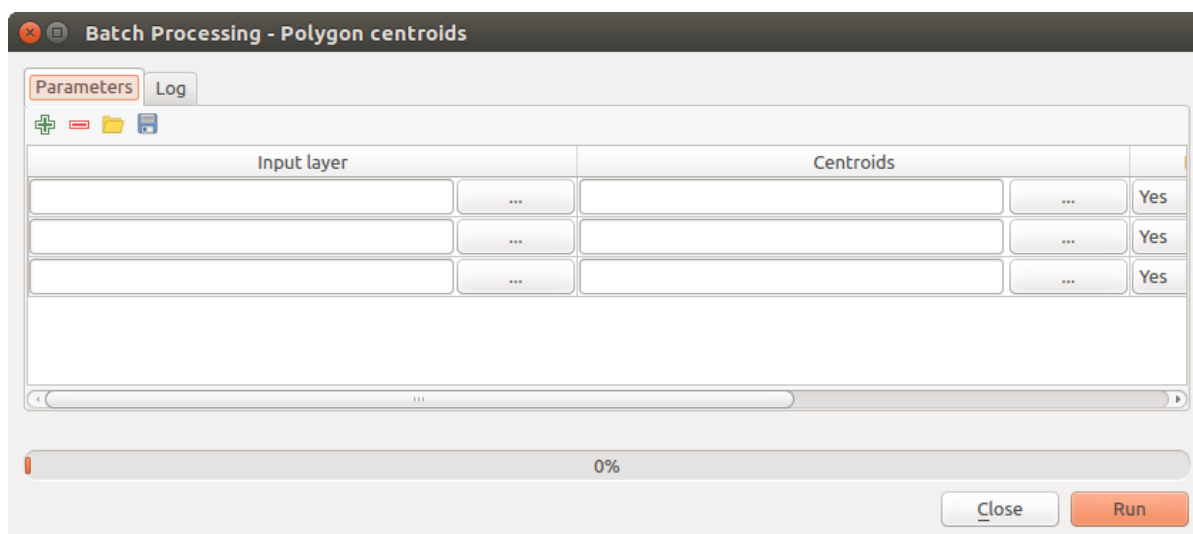 Batch Processing - Polygon centroids
Parameters Log
Input layer Centroids
... ... Yes
... ... Yes
... ... Yes
0%
Close Run